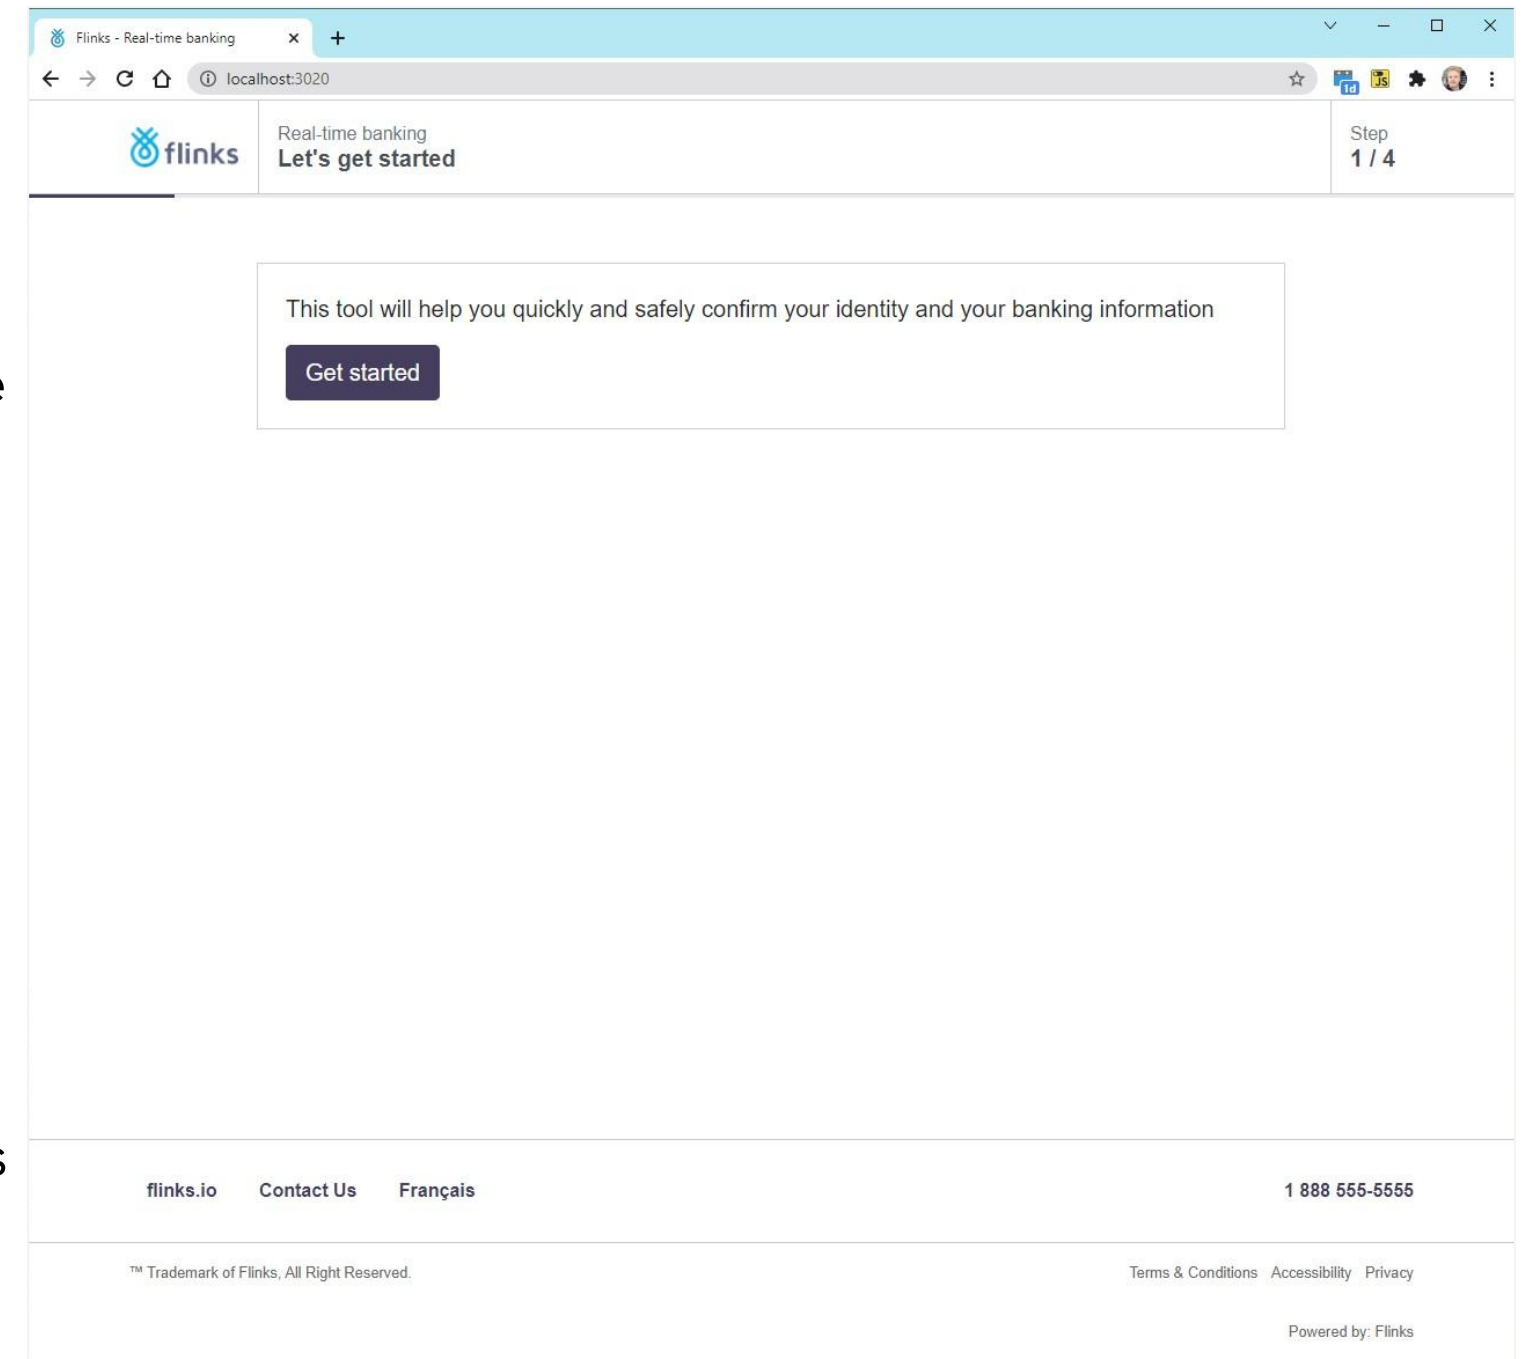 Flinks - Real-time banking
localhost:3020
1d
JS
flinks
Real-time banking
Let's get started
Step
1 / 4
This tool will help you quickly and safely confirm your identity and your banking information
Get started
e
s
flinks.io Contact Us Français 1 888 555-5555
™ Trademark of Flinks, All Right Reserved. Terms & Conditions Accessibility Privacy
Powered by: Flinks